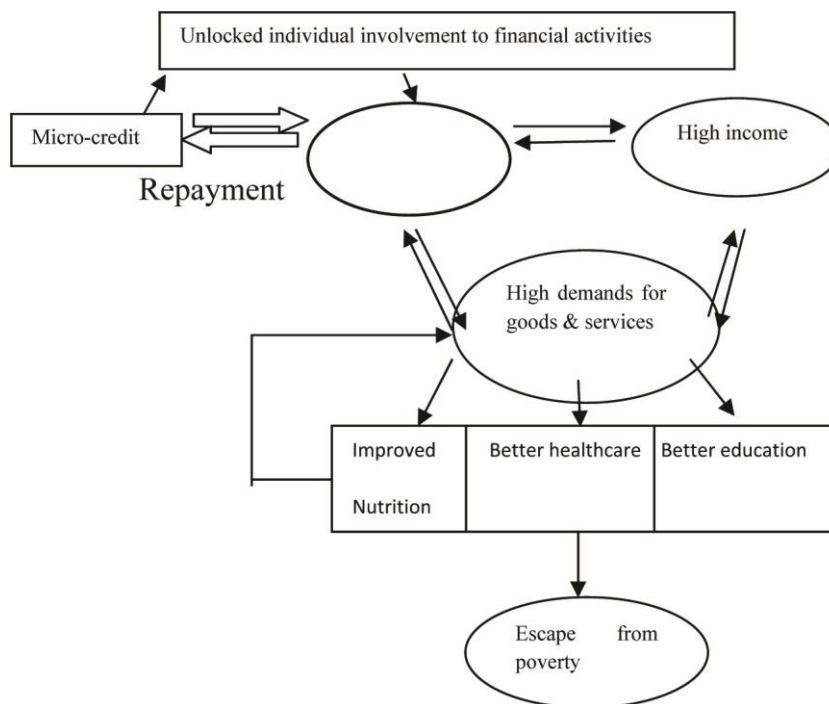 Unlocked individual involvement to financial activities
Micro-credit
High income
Repayment
High demands for
goods & services
Improved
Nutrition
Better healthcare
Better education
Escape from
poverty